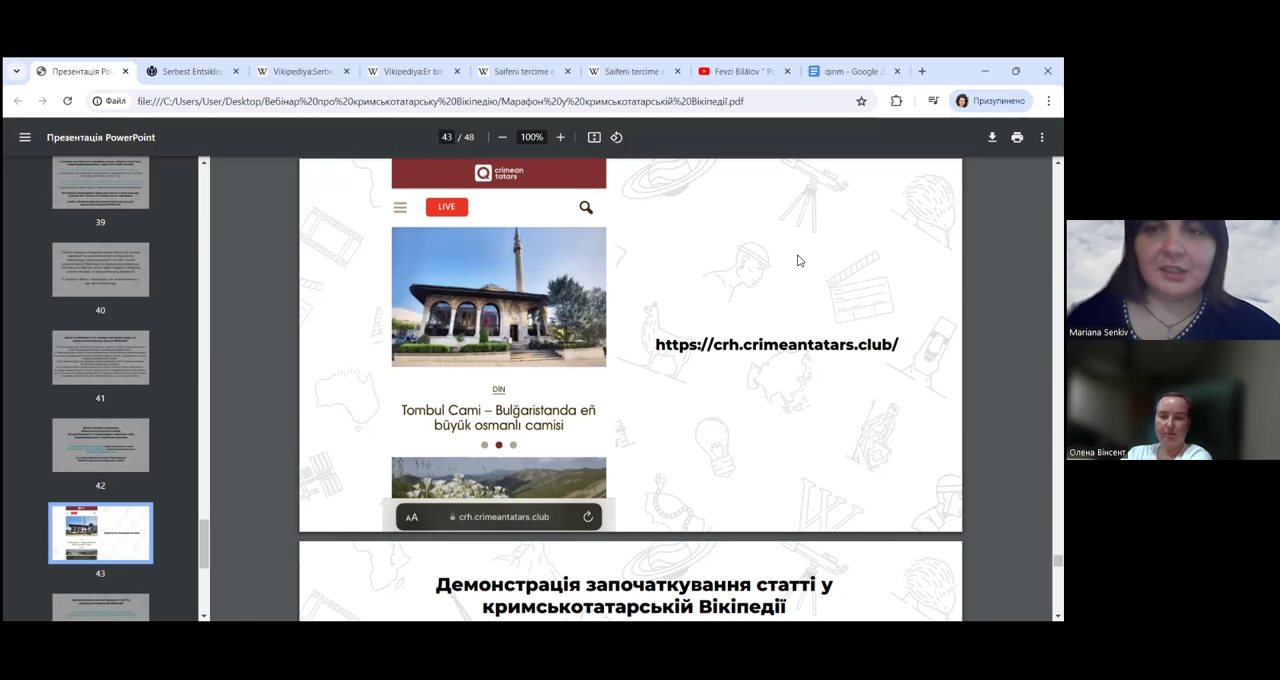 Презентація Po
Serbest Entsiklo
Vikipediya:Serbe
Vikipediya:Er bir
Saifeni tercime e
Saifeni tercime e
Fevzi Bilâlov " Po
qırım - Google Д
Файл
file:///C:/Users/User/Desktop/Вебінар%20про%20кримськотатарську%20Вікіпедію/Марафон%20у%20кримськотатарській%20Вікіпедії.pdf
Призупинено
Презентація PowerPoint
43 / 48
100%
39
40
41
42
43
crimean
tatars
LIVE
DİN
Tombul Cami – Bulğaristanda eñ
büyük osmanlı camisi
AA
crh.crimeantatars.club
https://crh.crimeantatars.club/
Демонстрація започаткування статті у
кримськотатарській Вікіпедії
Mariana Senkiv
Олена Вінсент